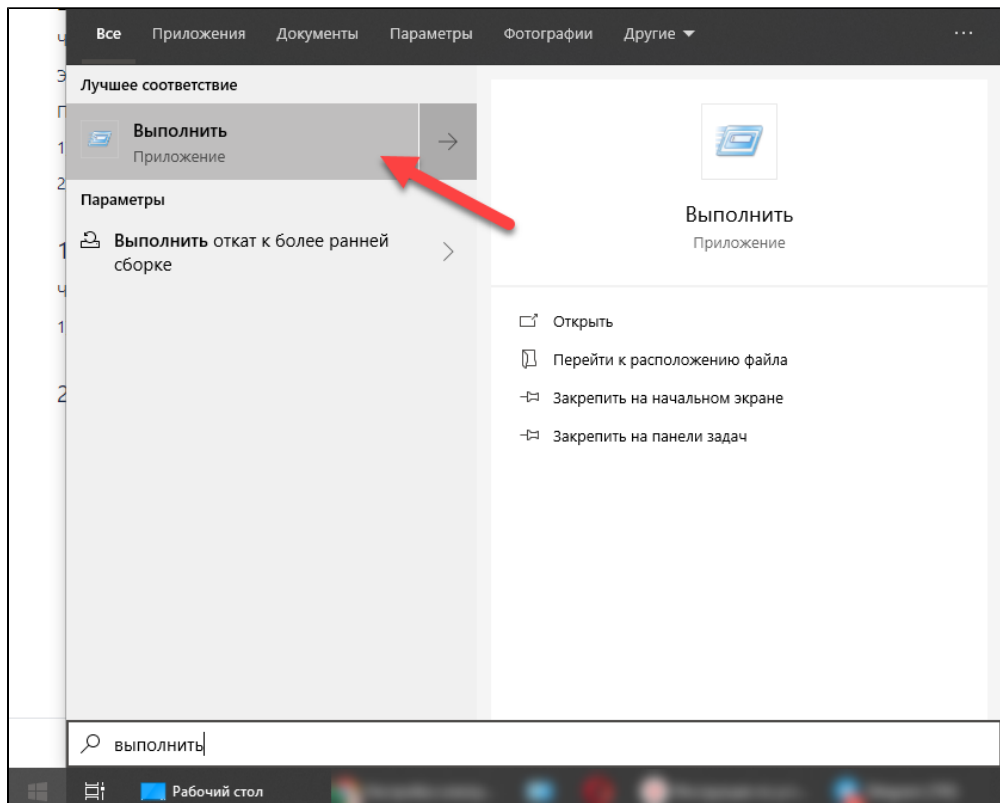 Все Приложения Документы Параметры Фотографии Другие
Лучшее соответствие
Выполнить
Приложение
Параметры
Выполнить откат к более ранней
сборке
Выполнить
Приложение
Открыть
Перейти к расположению файла
Закрепить на начальном экране
Закрепить на панели задач
выполнить
Рабочий стол